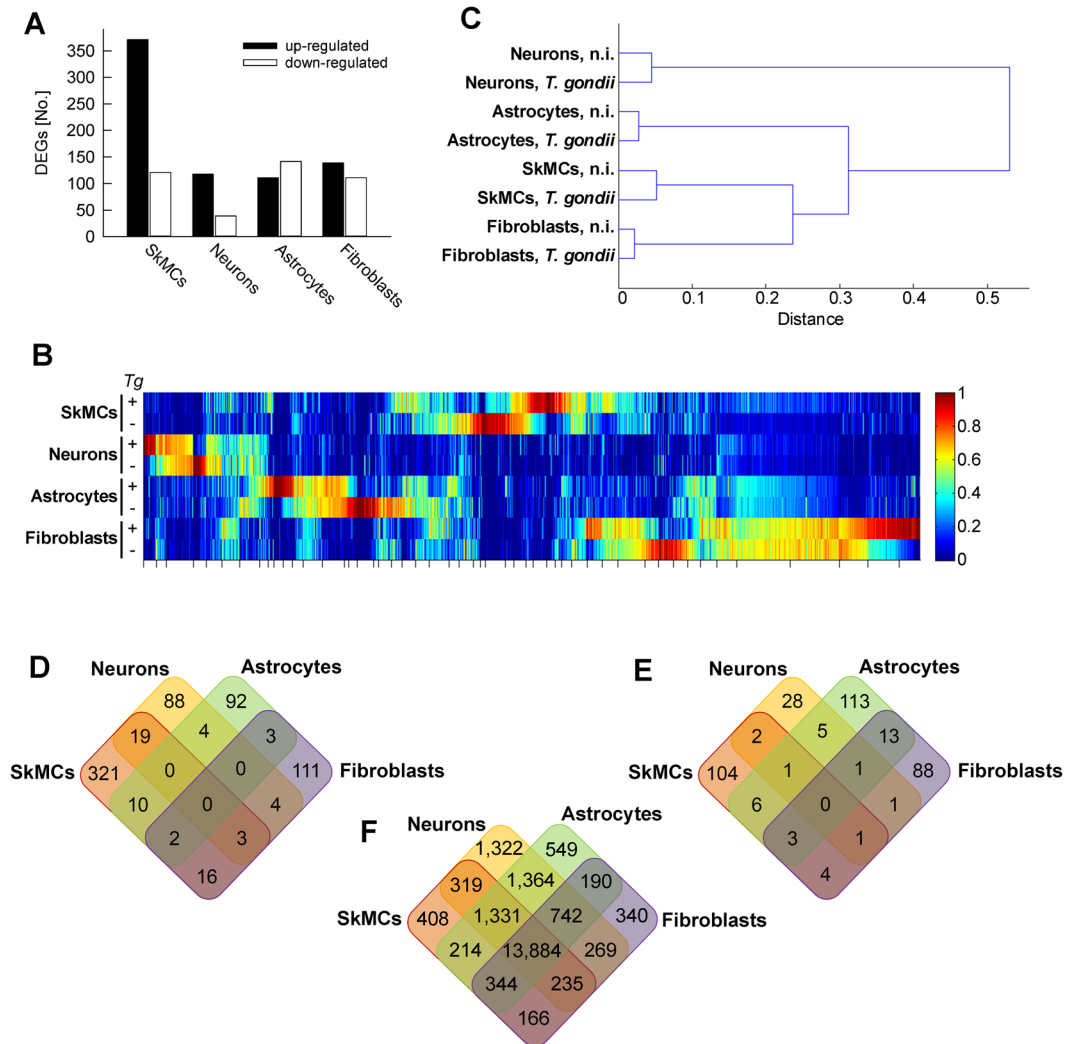 A
up-regulated
down-regulated
DEGs [No.]
350
300
250
200
150
100
50
0
SkMCs
Neurons
Astrocytes
Fibroblasts
C
Neurons, n.i.
Neurons, T. gondii
Astrocytes, n.i.
Astrocytes, T. gondii
SkMCs, n.i.
SkMCs, T. gondii
Fibroblasts, n.i.
Fibroblasts, T. gondii
0 0.1 0.2 0.3 0.4 0.5
Distance
B
Tg
SkMCs + -
Neurons + -
Astrocytes + -
Fibroblasts + -
1
0.8
0.6
0.4
0.2
0
D
Neurons
Astrocytes
SkMCs
Fibroblasts
88 92
19 4 3
321 0 0 111
10 0 4
2 3
16
E
Neurons
Astrocytes
SkMCs
Fibroblasts
28 113
2 5 13
104 1 1 88
6 0 1
3 1
4
F
Neurons
Astrocytes
SkMCs
Fibroblasts
1,322 549
319 1,364 190
408 1,331 742 340
214 13,884 269
344 235
166